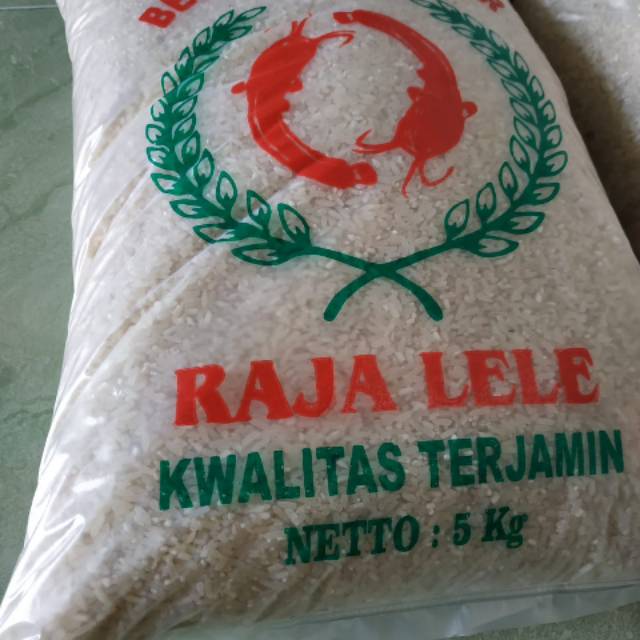 RAJA LELE
KWALITAS TERJAMIN
NETTO : 5 Kg